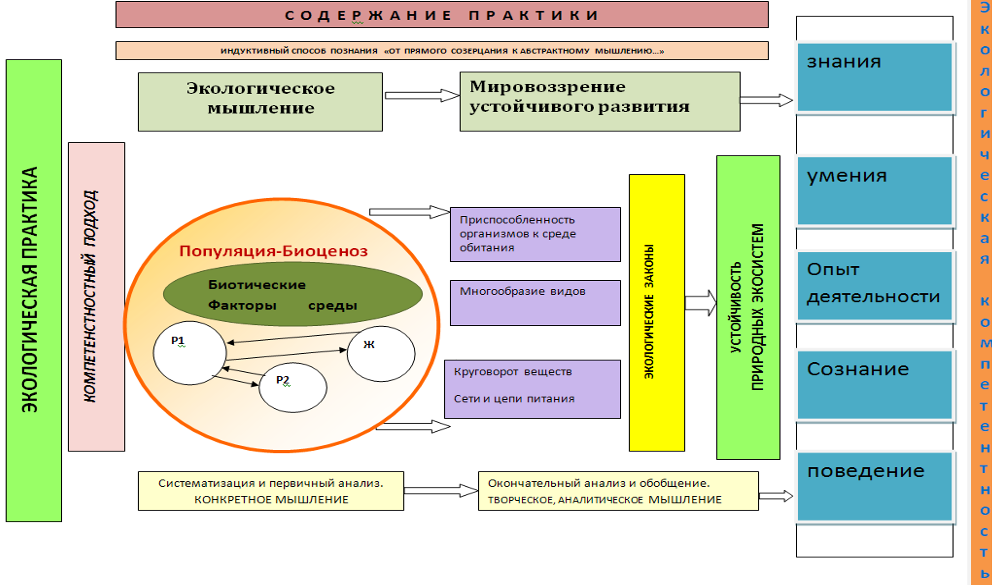 СОДЕРЖАНИЕ ПРАКТИКИ
ИНДУКТИВНЫЙ СПОСОБ ПОЗНАНИЯ «ОТ ПРЯМОГО СОЗЕРЦАНИЯ К АБСТРАКТНОМУ МЫШЛЕНИЮ...»
ЭКОЛОГИЧЕСКАЯ ПРАКТИКА
КОМПЕТЕНСТНОСТНЫЙ ПОДХОД
Экологическое
мышление
Мировоззрение
устойчивого развития
Популяция-Биоценоз
Биотические
Факторы среды
Р1
Р2
Ж
Приспособленность
организмов к среде
обитания
Многообразие видов
Круговорот веществ
Сети и цепи питания
ЭКОЛОГИЧЕСКИЕ ЗАКОНЫ
УСТОЙЧИВОСТЬ
ПРИРОДНЫХ ЭКОСИСТЕМ
Систематизация и первичный анализ.
КОНКРЕТНОЕ МЫШЛЕНИЕ
Окончательный анализ и обобщение.
ТВОРЧЕСКОЕ, АНАЛИТИЧЕСКОЕ МЫШЛЕНИЕ
знания
умения
Опыт
деятельности
Сознание
поведение
Экологическая компетентность